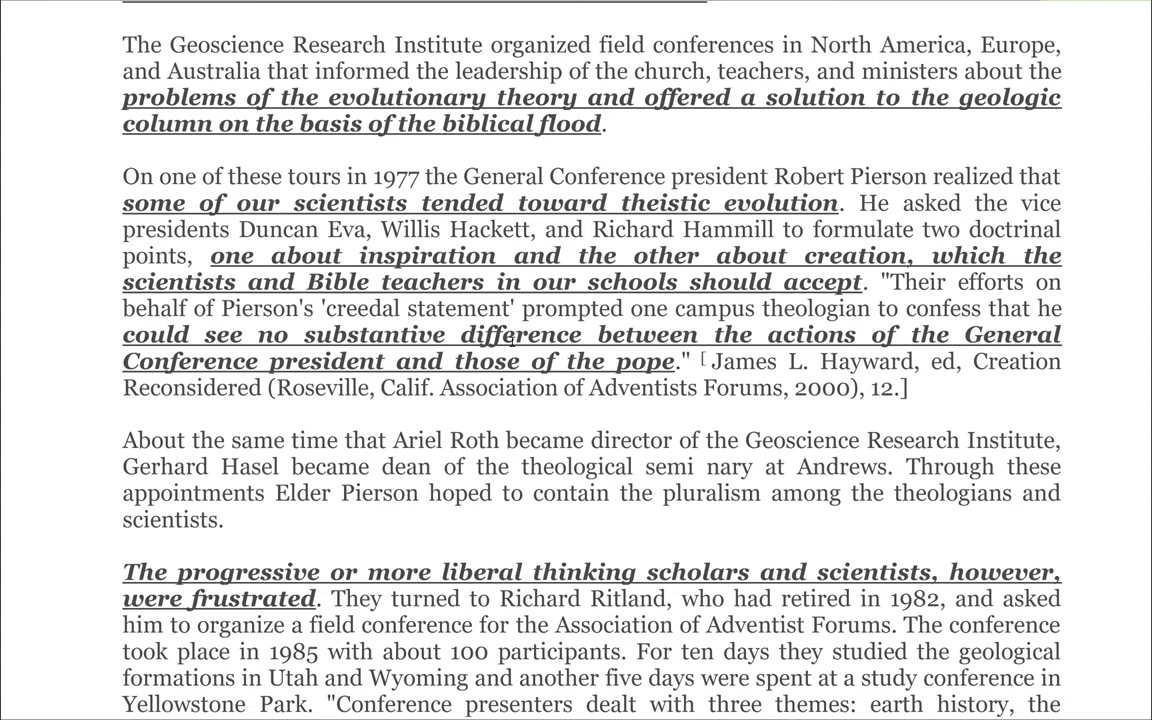 The Geoscience Research Institute organized field conferences in North America, Europe,
and Australia that informed the leadership of the church, teachers, and ministers about the
problems of the evolutionary theory and offered a solution to the geologic
column on the basis of the biblical flood.
On one of these tours in 1977 the General Conference president Robert Pierson realized that
some of our scientists tended toward theistic evolution. He asked the vice
presidents Duncan Eva, Willis Hackett, and Richard Hammill to formulate two doctrinal
points, one about inspiration and the other about creation, which the
scientists and Bible teachers in our schools should accept. "Their efforts on
behalf of Pierson's 'creedal statement' prompted one campus theologian to confess that he
could see no substantive difference between the actions of the General
Conference president and those of the pope." [James L. Hayward, ed, Creation
Reconsidered (Roseville, Calif. Association of Adventists Forums, 2000), 12.]
About the same time that Ariel Roth became director of the Geoscience Research Institute,
Gerhard Hasel became dean of the theological semi nary at Andrews. Through these
appointments Elder Pierson hoped to contain the pluralism among the theologians and
scientists.
The progressive or more liberal thinking scholars and scientists, however,
were frustrated. They turned to Richard Ritland, who had retired in 1982, and asked
him to organize a field conference for the Association of Adventist Forums. The conference
took place in 1985 with about 100 participants. For ten days they studied the geological
formations in Utah and Wyoming and another five days were spent at a study conference in
Yellowstone Park. "Conference presenters dealt with three themes: earth history, the